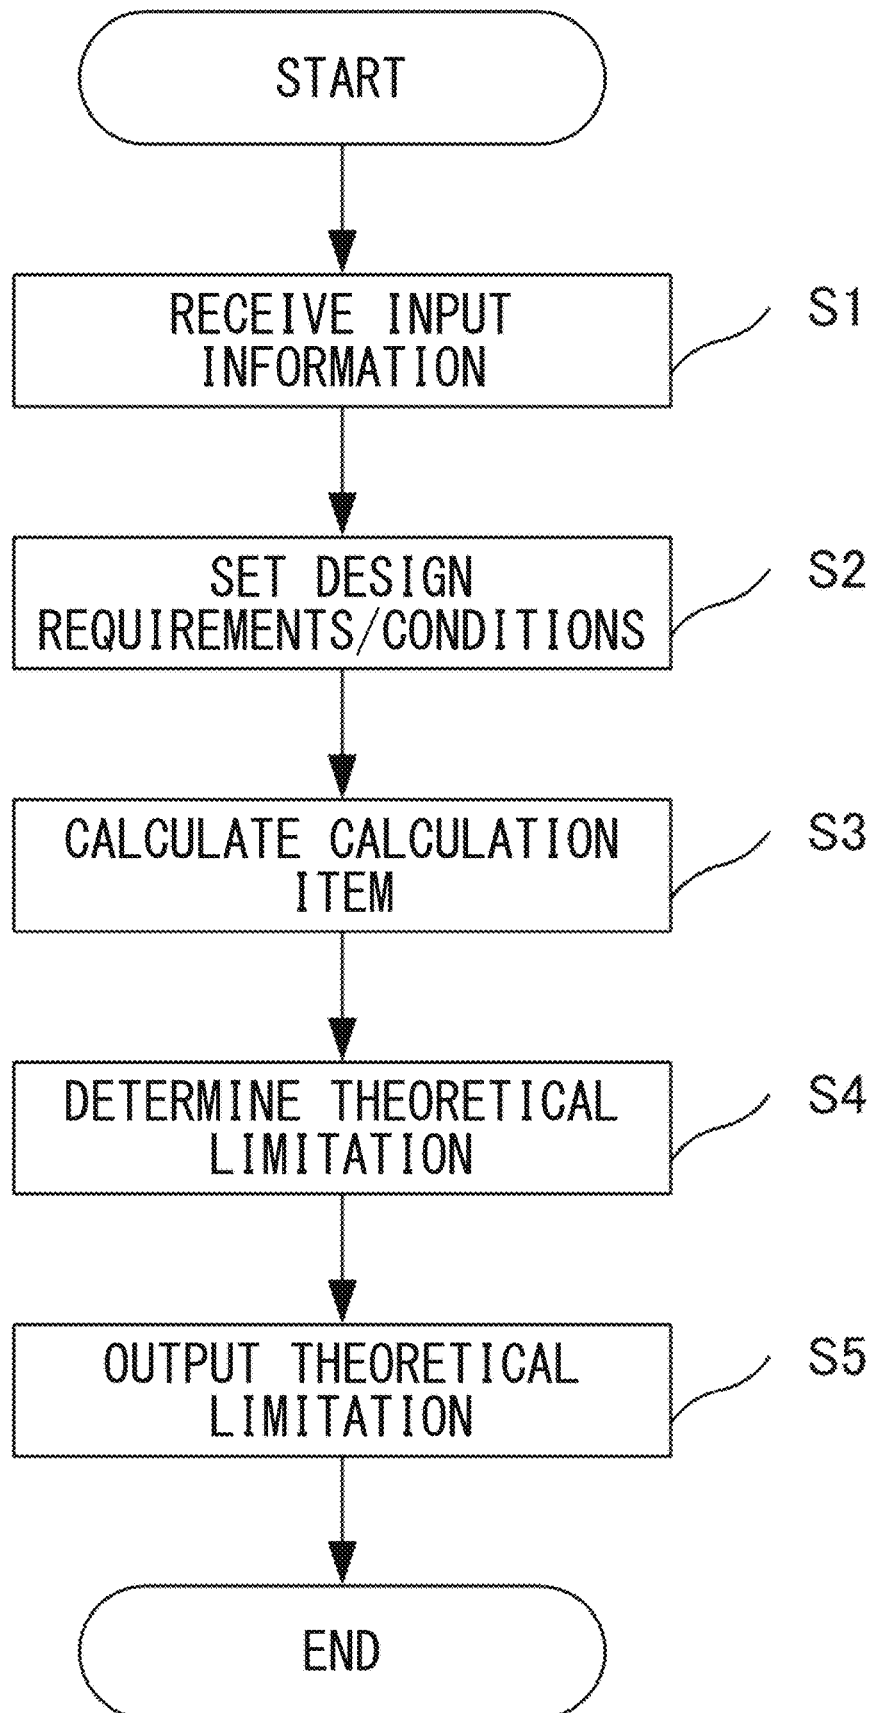 START
RECEIVE INPUT
INFORMATION
S1
SET DESIGN
REQUIREMENTS/CONDITIONS
S2
CALCULATE CALCULATION
ITEM
S3
DETERMINE THEORETICAL
LIMITATION
S4
OUTPUT THEORETICAL
LIMITATION
S5
END